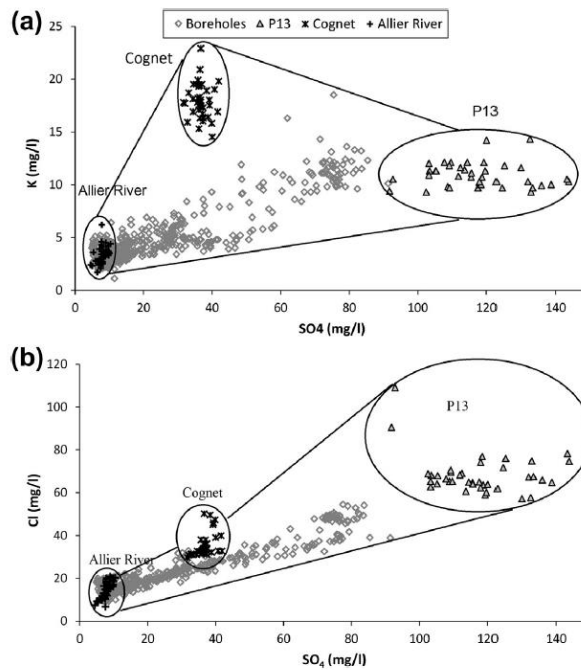 (a)
Boreholes P13 Cognet Allier River
25
20
15
10
5
0
K (mg/l)
Cognet
P13
Allier River
0 20 40 60 80 100 120 140
SO4 (mg/l)
(b)
120
100
80
60
40
20
0
Cl (mg/l)
P13
Cognet
Allier River
0 20 40 60 80 100 120 140
SO₄ (mg/l)